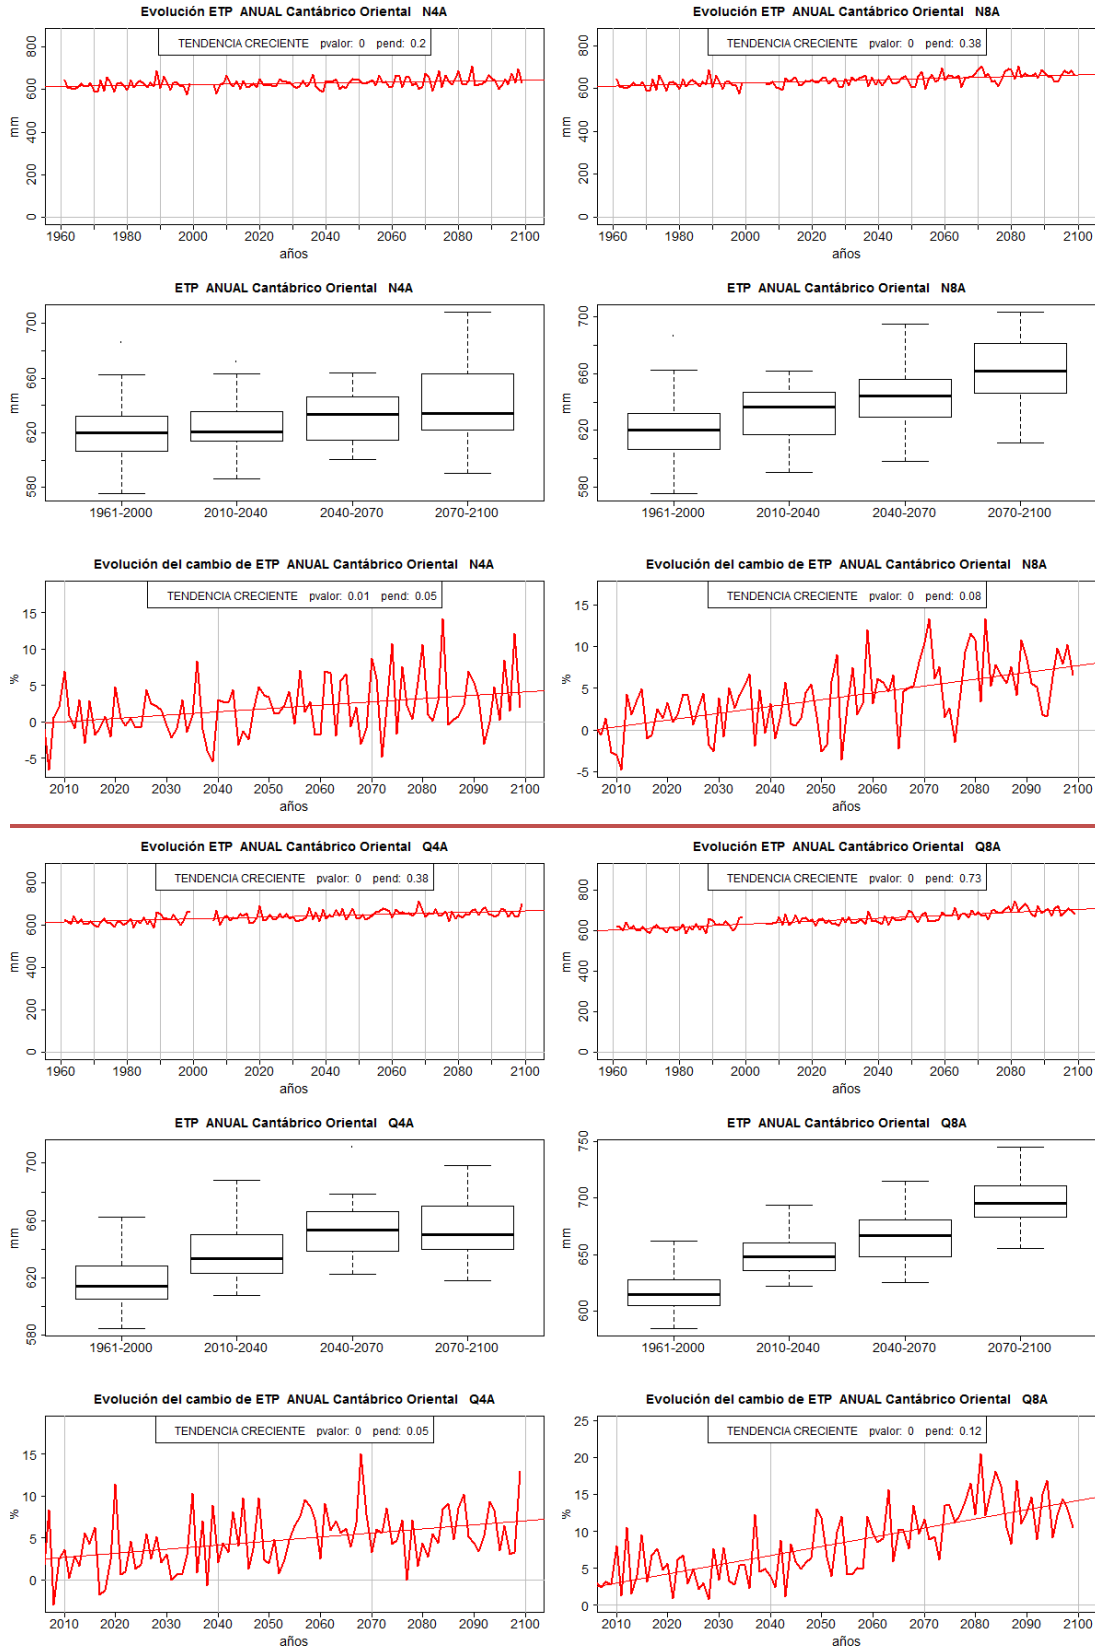 Evolución ETP ANUAL Cantábrico Oriental N4A
TENDENCIA CRECIENTE pvalor: 0 pend: 0.2
800
600
400
200
0
mm
1960 1980 2000 2020 2040 2060 2080 2100
años
Evolución ETP ANUAL Cantábrico Oriental N8A
TENDENCIA CRECIENTE pvalor: 0 pend: 0.38
800
600
400
200
0
mm
1960 1980 2000 2020 2040 2060 2080 2100
años
ETP ANUAL Cantábrico Oriental N4A
700
660
620
580
mm
1961-2000 2010-2040 2040-2070 2070-2100
ETP ANUAL Cantábrico Oriental N8A
700
660
620
580
mm
1961-2000 2010-2040 2040-2070 2070-2100
Evolución del cambio de ETP ANUAL Cantábrico Oriental N4A
TENDENCIA CRECIENTE pvalor: 0.01 pend: 0.05
15
10
5
0
-5
%
2010 2020 2030 2040 2050 2060 2070 2080 2090 2100
años
Evolución del cambio de ETP ANUAL Cantábrico Oriental N8A
TENDENCIA CRECIENTE pvalor: 0 pend: 0.08
15
10
5
0
-5
%
2010 2020 2030 2040 2050 2060 2070 2080 2090 2100
años
Evolución ETP ANUAL Cantábrico Oriental Q4A
TENDENCIA CRECIENTE pvalor: 0 pend: 0.38
800
600
400
200
0
mm
1960 1980 2000 2020 2040 2060 2080 2100
años
Evolución ETP ANUAL Cantábrico Oriental Q8A
TENDENCIA CRECIENTE pvalor: 0 pend: 0.73
800
600
400
200
0
mm
1960 1980 2000 2020 2040 2060 2080 2100
años
ETP ANUAL Cantábrico Oriental Q4A
700
660
620
580
mm
1961-2000 2010-2040 2040-2070 2070-2100
ETP ANUAL Cantábrico Oriental Q8A
750
700
650
600
mm
1961-2000 2010-2040 2040-2070 2070-2100
Evolución del cambio de ETP ANUAL Cantábrico Oriental Q4A
TENDENCIA CRECIENTE pvalor: 0 pend: 0.05
15
10
5
0
%
2010 2020 2030 2040 2050 2060 2070 2080 2090 2100
años
Evolución del cambio de ETP ANUAL Cantábrico Oriental Q8A
TENDENCIA CRECIENTE pvalor: 0 pend: 0.12
25
20
15
10
5
0
%
2010 2020 2030 2040 2050 2060 2070 2080 2090 2100
años